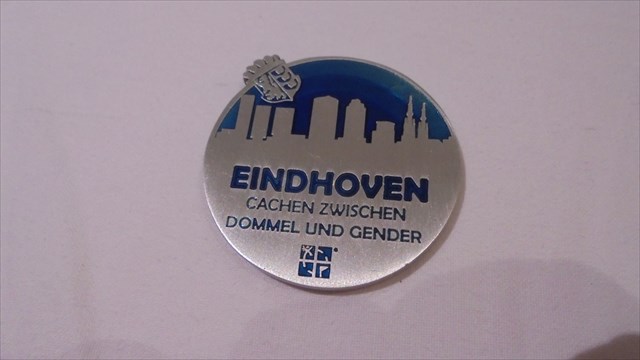 EINDHOVEN
CACHEN ZWISCHEN
DOMMEL UND GENDER